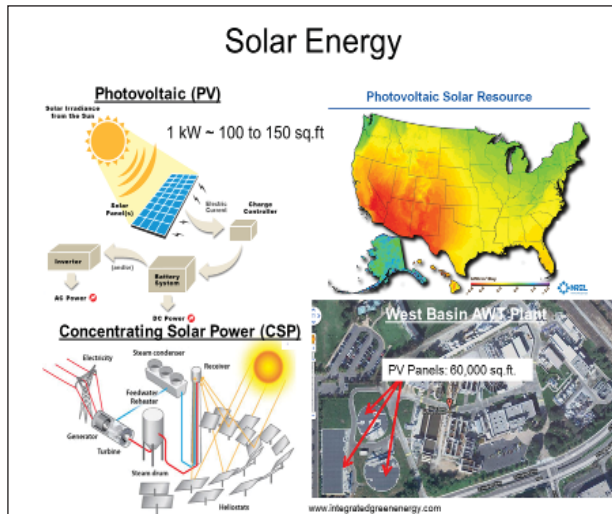 Solar Energy
Photovoltaic (PV)
Solar Irradiance
from the Sun
1 kW ~ 100 to 150 sq.ft
Solar
Panel(s)
Electric
Current
Charge
Controller
Inverter
(and/or)
Battery
System
AC Power
DC Power
Photovoltaic Solar Resource
NREL
Concentrating Solar Power (CSP)
Electricity
Steam condenser
Receiver
Feedwater
Reheater
Generator
Turbine
Steam drum
Heliostats
West Basin AWT Plant
PV Panels: 60,000 sq.ft.
www.integratedgreenenergy.com